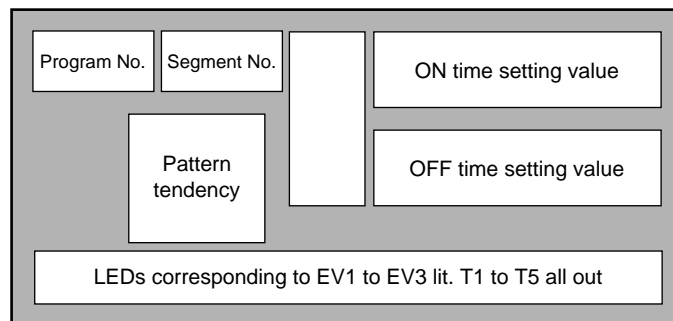 Program No.
Segment No.
ON time setting value
OFF time setting value
Pattern
tendency
LEDs corresponding to EV1 to EV3 lit. T1 to T5 all out